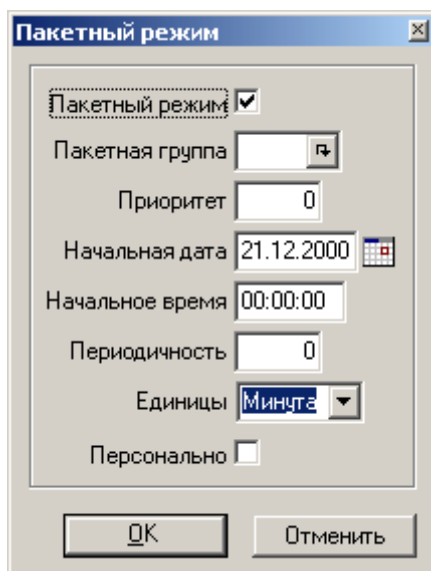 Пакетный режим
Пакетный режим
Пакетная группа
Приоритет 0
Начальная дата 21.12.2000
Начальное время 00:00:00
Периодичность 0
Единицы Минута
Персонально
OK Отменить